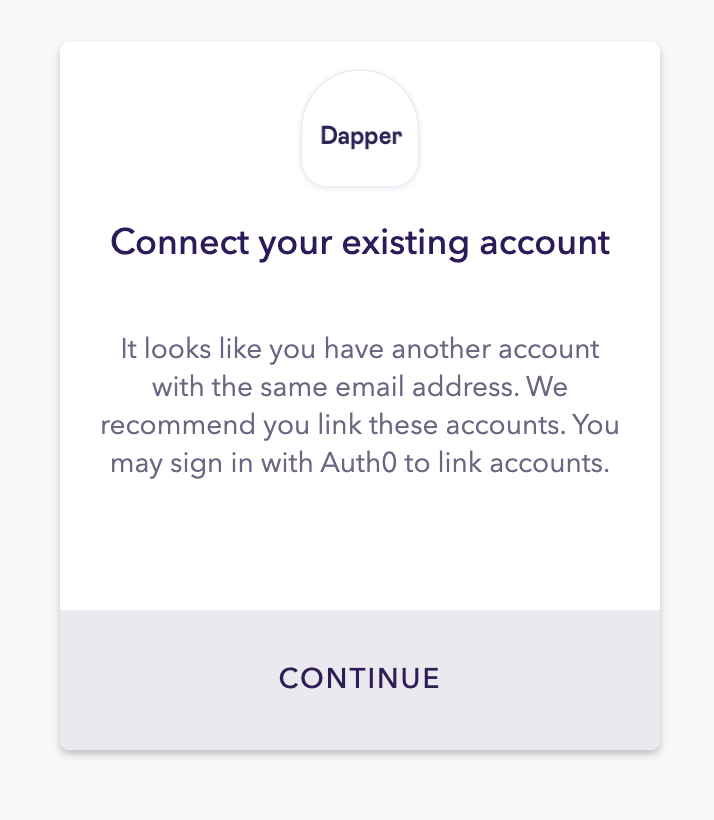 Dapper
Connect your existing account
It looks like you have another account
with the same email address. We
recommend you link these accounts. You
may sign in with Auth0 to link accounts.
CONTINUE